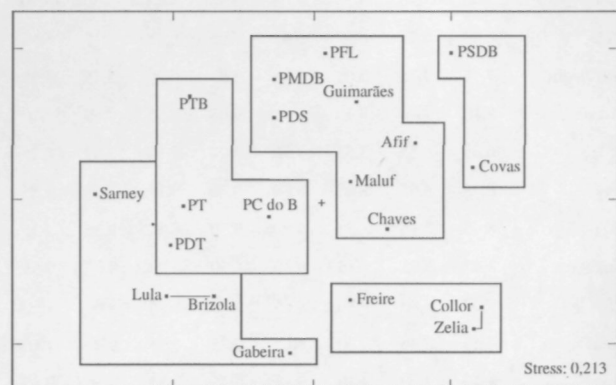 PFL
PSDB
PMDB
Guimarães
PTB
PDS
Afif
Covas
Maluf
Sarney
PT
PC do B
Chaves
PDT
Lula
Brizola
Freire
Collor
Zelia
Gabeira
Stress: 0,213